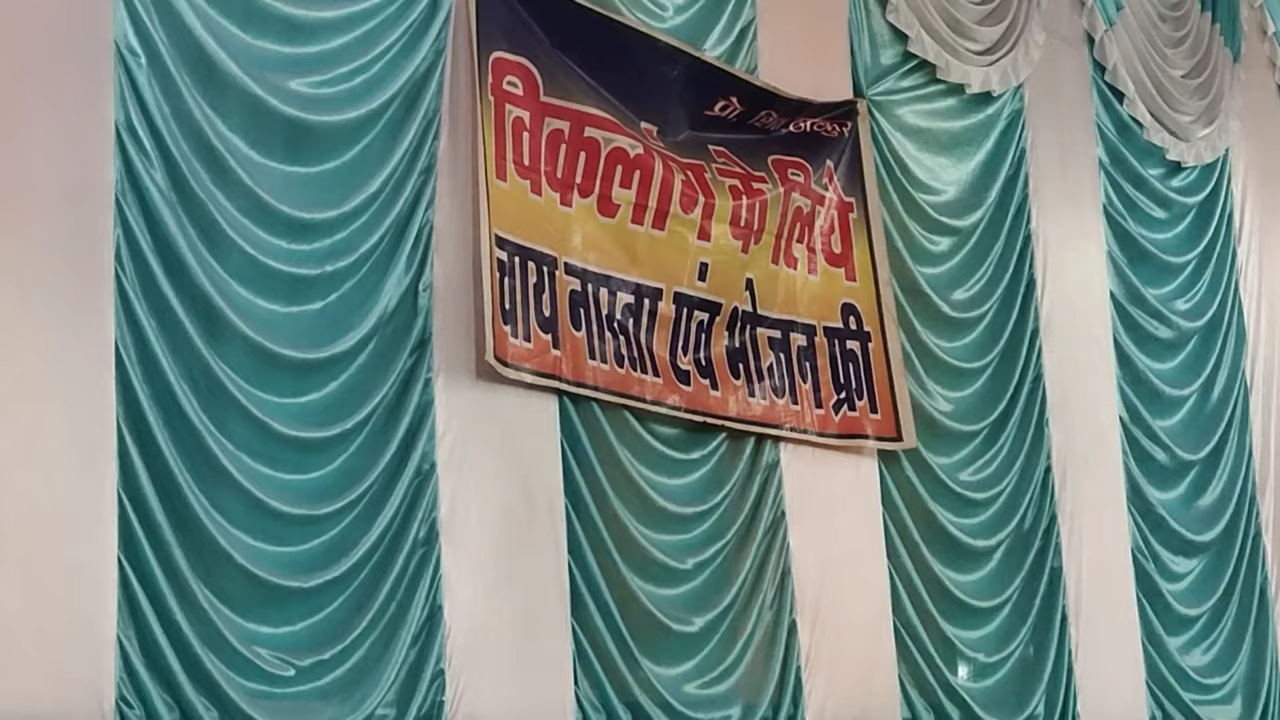 प्रो. ठाकुर
विकलांग के लिये
चाय नास्ता एवं भोजन फ्री